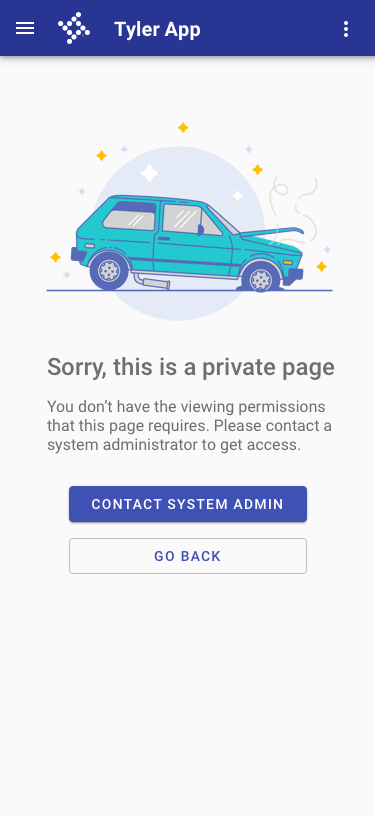 Tyler App
Sorry, this is a private page
You don’t have the viewing permissions
that this page requires. Please contact a
system administrator to get access.
CONTACT SYSTEM ADMIN
GO BACK